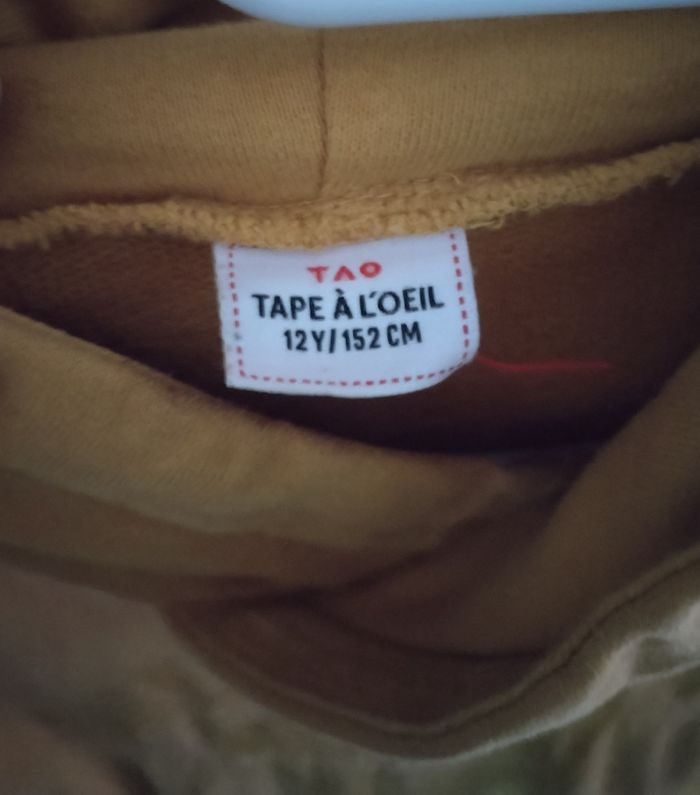 TAO
TAPE À L'OEIL
12Y/152 CM